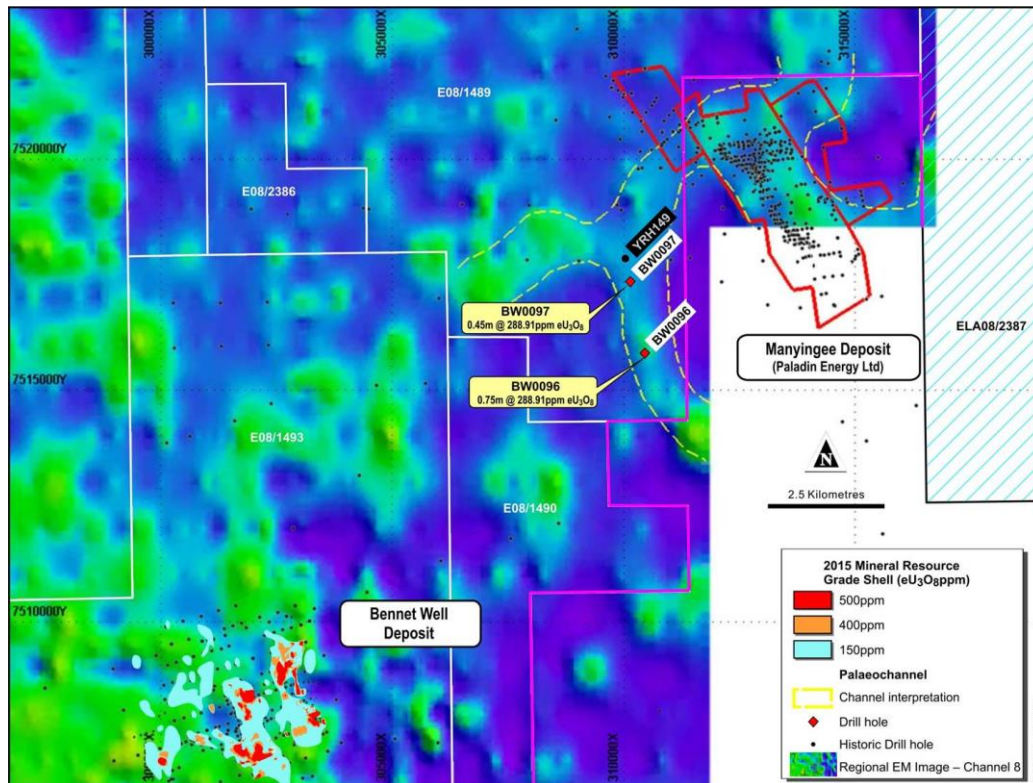 300000X
305000X
310000X
315000X
E08/1489
7520000Y
E08/2386
YRH149
BW0097
BW0097
0.45m @ 288.91ppm eU₃O₈
BW0096
ELA08/2387
Manyingee Deposit
(Paladin Energy Ltd)
7515000Y
BW0096
0.75m @ 288.91ppm eU₃O₈
E08/1493
N
2.5 Kilometres
E08/1490
2015 Mineral Resource
Grade Shell (eU₃O₈ppm)
500ppm
400ppm
150ppm
Palaeochannel
Channel interpretation
Drill hole
Historic Drill hole
Regional EM Image – Channel 8
7510000Y
Bennet Well
Deposit
305000X
310000X